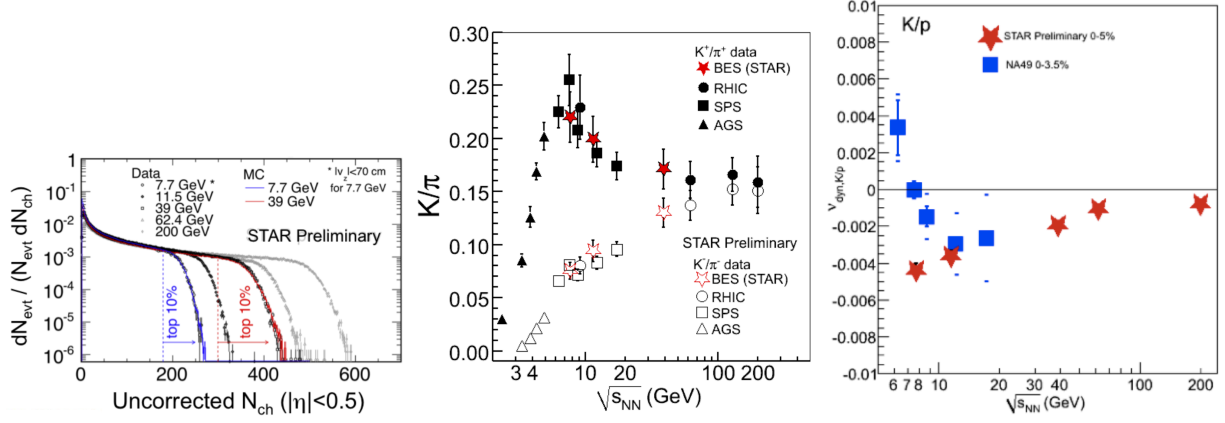 dN_evt / (N_evt dN_ch)
1
10^-1
10^-2
10^-3
10^-4
10^-5
10^-6
Data
7.7 GeV *
11.5 GeV
39 GeV
62.4 GeV
200 GeV
MC
7.7 GeV
39 GeV
* |v_z|<70 cm
for 7.7 GeV
STAR Preliminary
top 10%
top 10%
0 200 400 600
Uncorrected N_ch (|η|<0.5)
K/π
0.30
0.25
0.20
0.15
0.10
0.05
0.00
K+/π+ data
BES (STAR)
RHIC
SPS
AGS
STAR Preliminary
K-/π- data
BES (STAR)
RHIC
SPS
AGS
3 4 10 20 100 200
√s_NN (GeV)
ν_dyn,K/p
0.01
0.008
0.006
0.004
0.002
0
-0.002
-0.004
-0.006
-0.008
-0.01
K/p
STAR Preliminary 0-5%
NA49 0-3.5%
6 7 8 10 20 100 200
√s_NN (GeV)